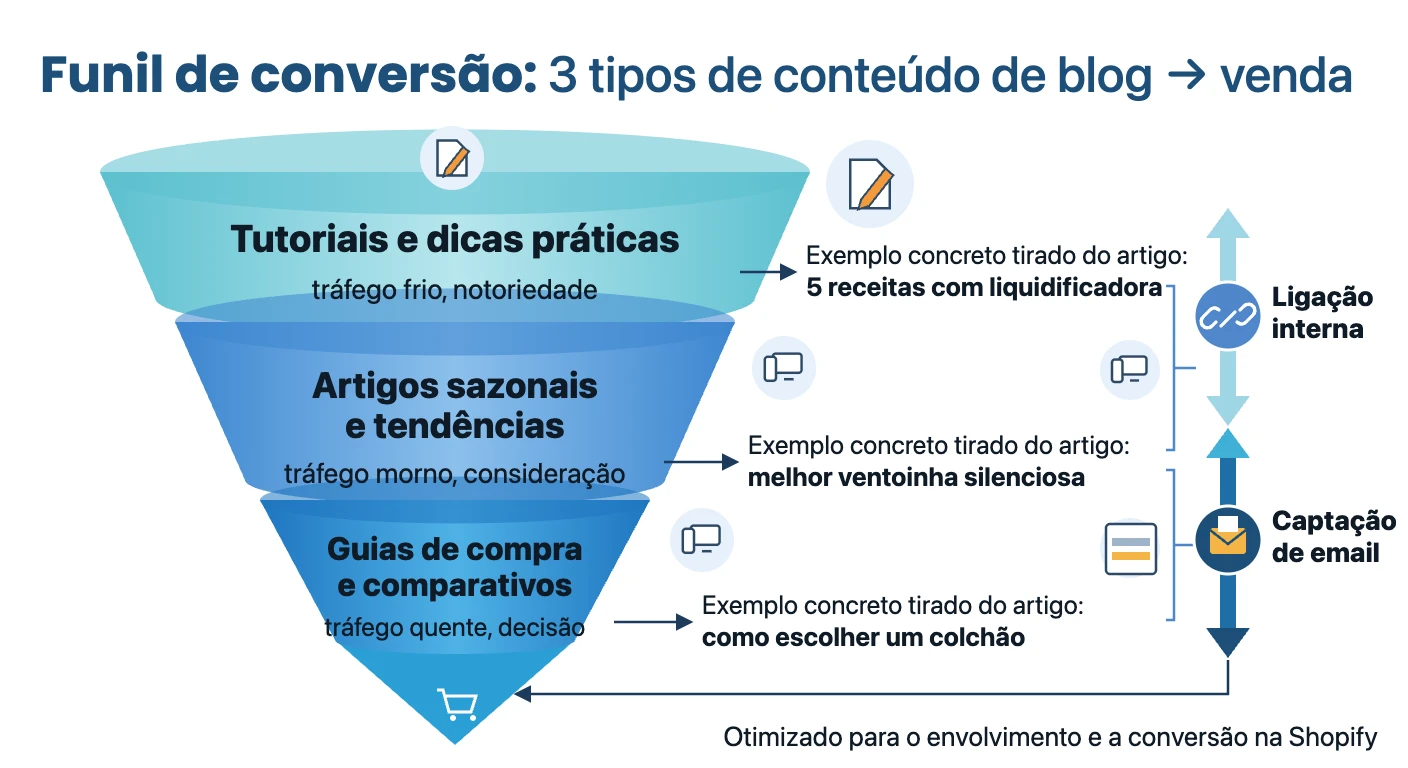 Funil de conversão: 3 tipos de conteúdo de blog → venda
Tutoriais e dicas práticas
tráfego frio, notoriedade
Exemplo concreto tirado do artigo:
5 receitas com liquidificadora
Ligação
interna
Artigos sazonais
e tendências
tráfego morno, consideração
Exemplo concreto tirado do artigo:
melhor ventoinha silenciosa
Guias de compra
e comparativos
tráfego quente, decisão
Exemplo concreto tirado do artigo:
como escolher um colchão
Captação
de email
Otimizado para o envolvimento e a conversão na Shopify